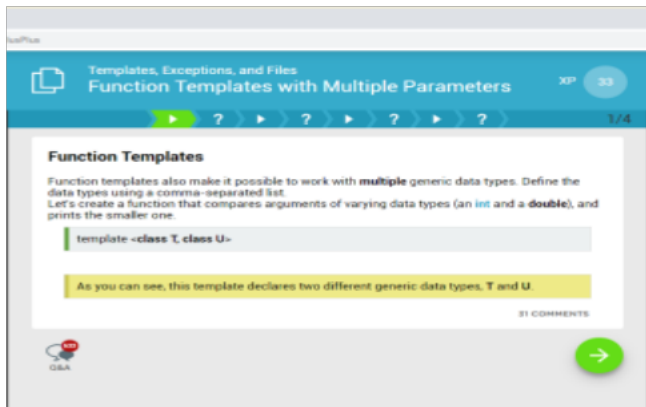 Templates, Exceptions, and Files
Function Templates with Multiple Parameters
XP 33
? ? ? ? 1/4
Function Templates
Function templates also make it possible to work with multiple generic data types. Define the
data types using a comma-separated list.
Let's create a function that compares arguments of varying data types (an int and a double), and
prints the smaller one.
template <class T, class U>
As you can see, this template declares two different generic data types, T and U.
31 COMMENTS
Q&A